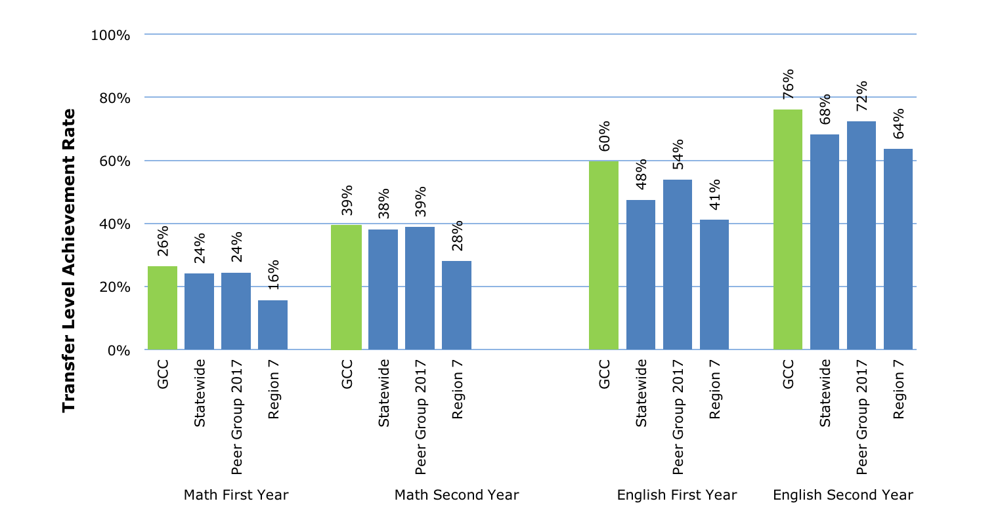 Transfer Level Achievement Rate
100%
80%
60%
40%
20%
0%
26%
24%
24%
16%
39%
38%
39%
28%
60%
48%
54%
41%
76%
68%
72%
64%
GCC
Statewide
Peer Group 2017
Region 7
GCC
Statewide
Peer Group 2017
Region 7
GCC
Statewide
Peer Group 2017
Region 7
GCC
Statewide
Peer Group 2017
Region 7
Math First Year
Math Second Year
English First Year
English Second Year